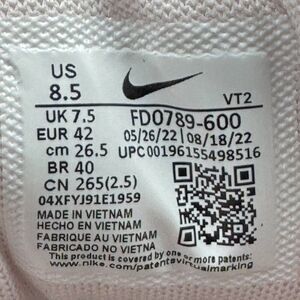 US
8.5
VT2
UK 7.5 FD0789-600
EUR 42 05/26/22 08/18/22
cm 26.5 UPC00196155498516
BR 40
CN 265(2.5)
04XFYJ91E1959
MADE IN VIETNAM
HECHO EN VIETNAM
FABRIQUE AU VIETNAM
FABRICADO NO VIETNA
This product is covered by one or more patents:
www.nike.com/patentsvirtualmarking